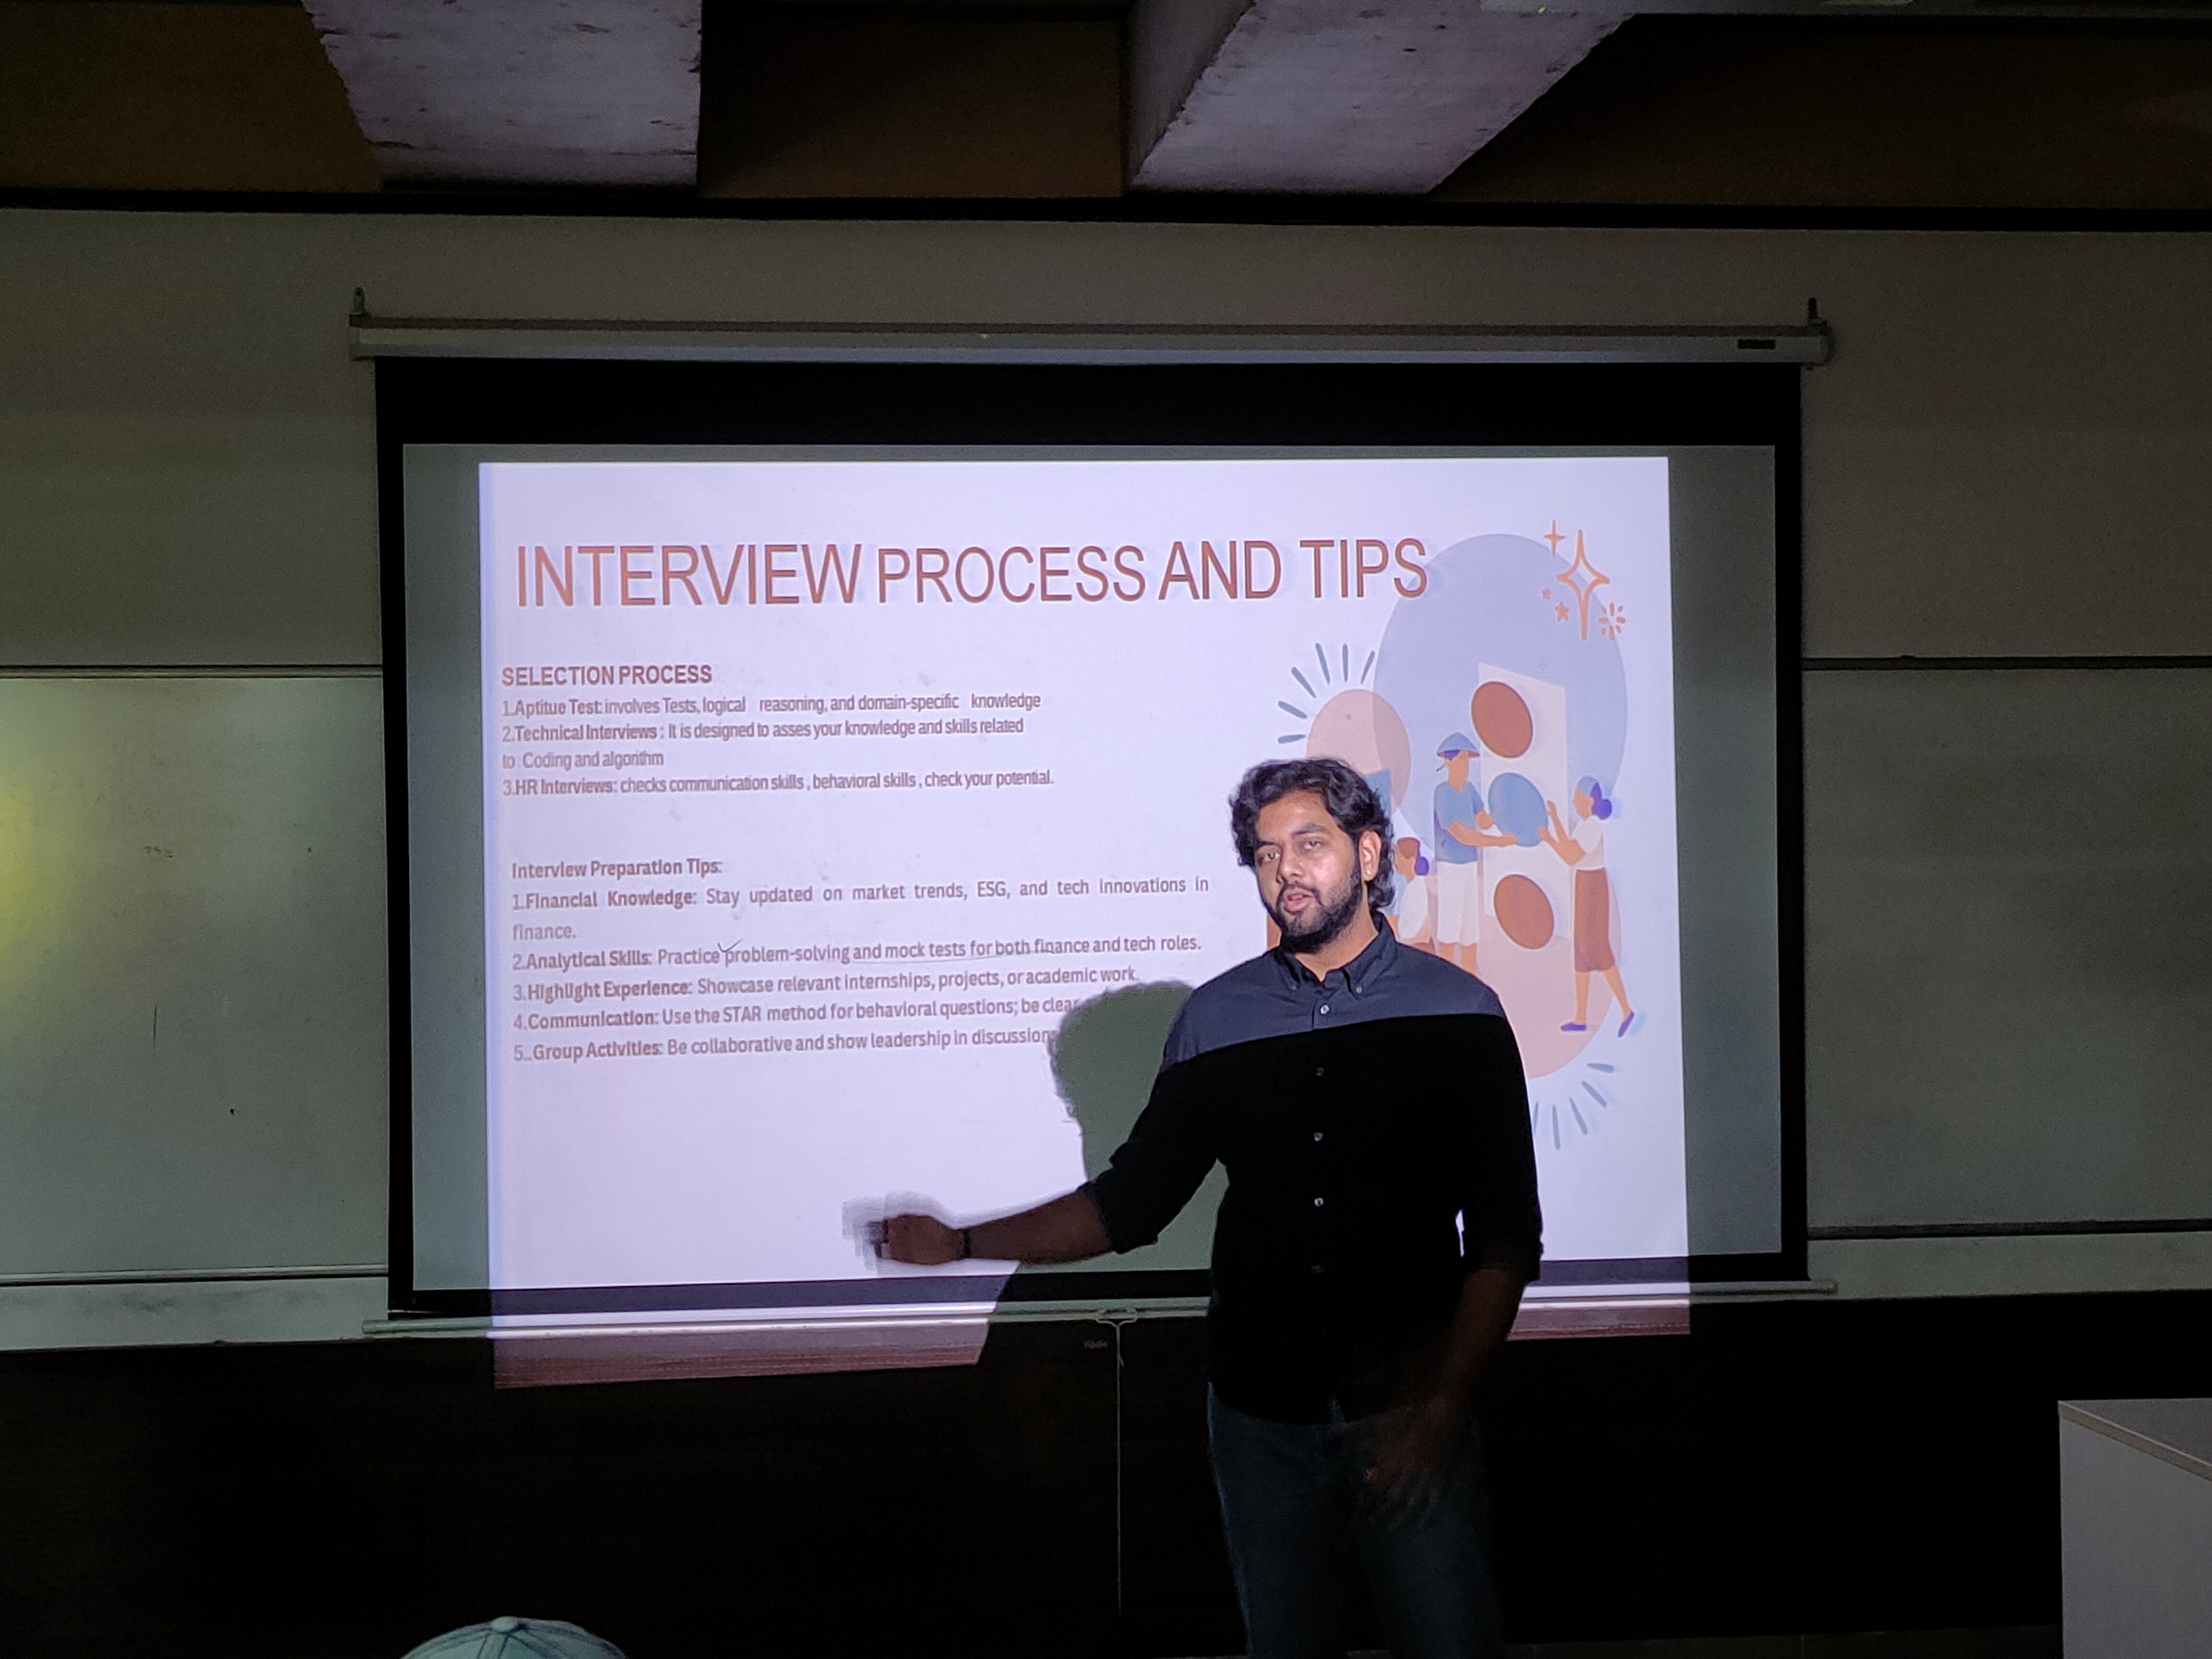 INTERVIEW PROCESS AND TIPS
SELECTION PROCESS
1.Aptitue Test: involves Tests, logical reasoning, and domain-specific knowledge
2.Technical Interviews : It is designed to asses your knowledge and skills related
to Coding and algorithm
3.HR Interviews: checks communication skills , behavioral skills , check your potential.
Interview Preparation Tips:
1.Financial Knowledge: Stay updated on market trends, ESG, and tech innovations in
finance.
2.Analytical Skills: Practice problem-solving and mock tests for both finance and tech roles.
3.Highlight Experience: Showcase relevant internships, projects, or academic work.
4.Communication: Use the STAR method for behavioral questions; be clear
5..Group Activities: Be collaborative and show leadership in discussion